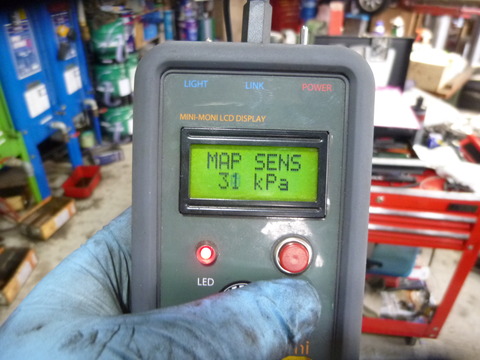 LIGHT LINK POWER
MINI-MONI LCD DISPLAY
MAP SENS
31 kPa
LED